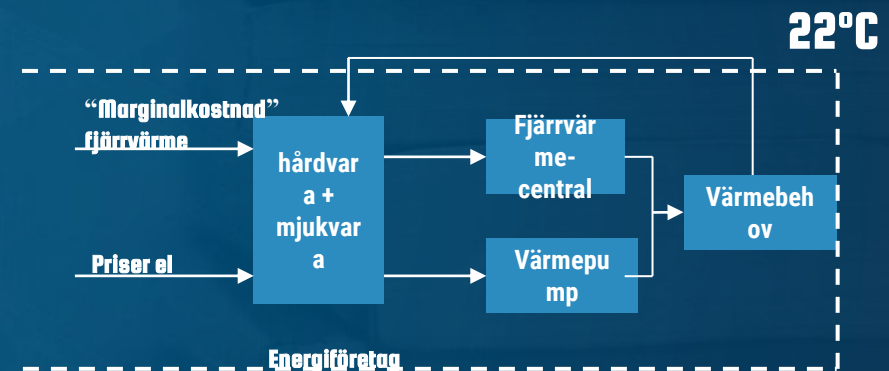 22°C
“Marginalkostnad”
fjärrvärme
hårdvar
a +
mjukvar
a
Fjärrvär
me-
central
Värmebeh
ov
Priser el
Värmepu
mp
Energiföretag